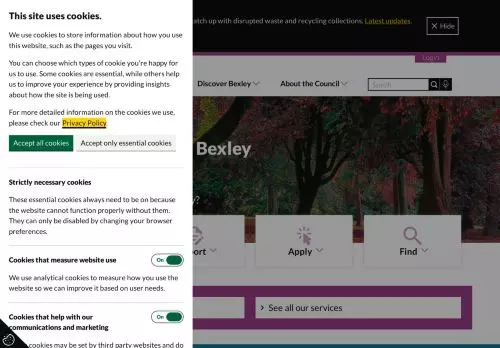 This site uses cookies.
We use cookies to store information about how you use
this website, such as the pages you visit.
You can choose which types of cookie you're happy for
us to use. Some cookies are essential, while others help
us to improve your experience by providing insights
about how the site is being used.
For more detailed information on the cookies we use,
please check our Privacy Policy
Accept all cookies
Accept only essential cookies
Strictly necessary cookies
These essential cookies always need to be on because
the website cannot function properly without them.
They can only be disabled by changing your browser
preferences.
Cookies that measure website use
On
We use analytical cookies to measure how you use the
website so we can improve it based on user needs.
Cookies that help with our
communications and marketing
On
cookies may be set by third party websites and do
atch up with disrupted waste and recycling collections. Latest updates.
Hide
Login
Discover Bexley
About the Council
Search
Bexley
y?
ort
Apply
Find
See all our services